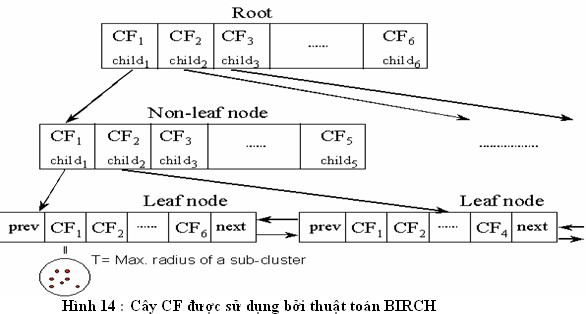 Root
CF1 CF2 CF3 ...... CF6
child1 child2 child3 child6
Non-leaf node
CF1 CF2 CF3 ...... CF5
child1 child2 child3 child5
..................
Leaf node Leaf node
prev CF1 CF2 ...... CF6 next prev CF1 CF2 ...... CF4 next
T= Max. radius of a sub-cluster
Hình 14 : Cây CF được sử dụng bởi thuật toán BIRCH